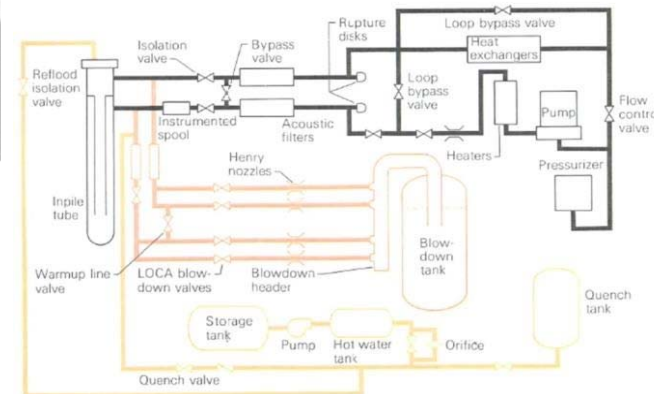 Loop bypass valve
Rupture
disks
Isolation
valve
Bypass
valve
Heat
exchangers
Reflood
isolation
valve
Loop
bypass
valve
Pump
Flow
control
valve
Instrumented
spool
Acoustic
filters
Heaters
Pressurizer
Henry
nozzles
Inpile
tube
Blow-
down
tank
Warmup line
valve
LOCA blow-
down valves
Blowdown
header
Quench
tank
Storage
tank
Pump
Hot water
tank
Orifice
Quench valve